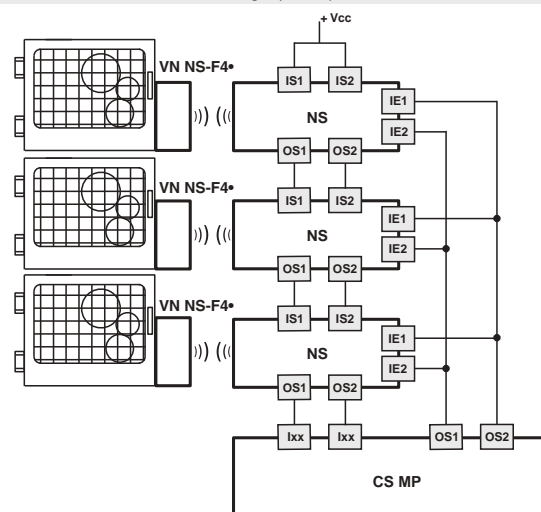 + Vcc
VN NS-F4•
IS1 IS2
IE1
NS
IE2
OS1 OS2
VN NS-F4•
IS1 IS2
IE1
NS
IE2
OS1 OS2
VN NS-F4•
IS1 IS2
IE1
NS
IE2
OS1 OS2
Ixx Ixx OS1 OS2
CS MP